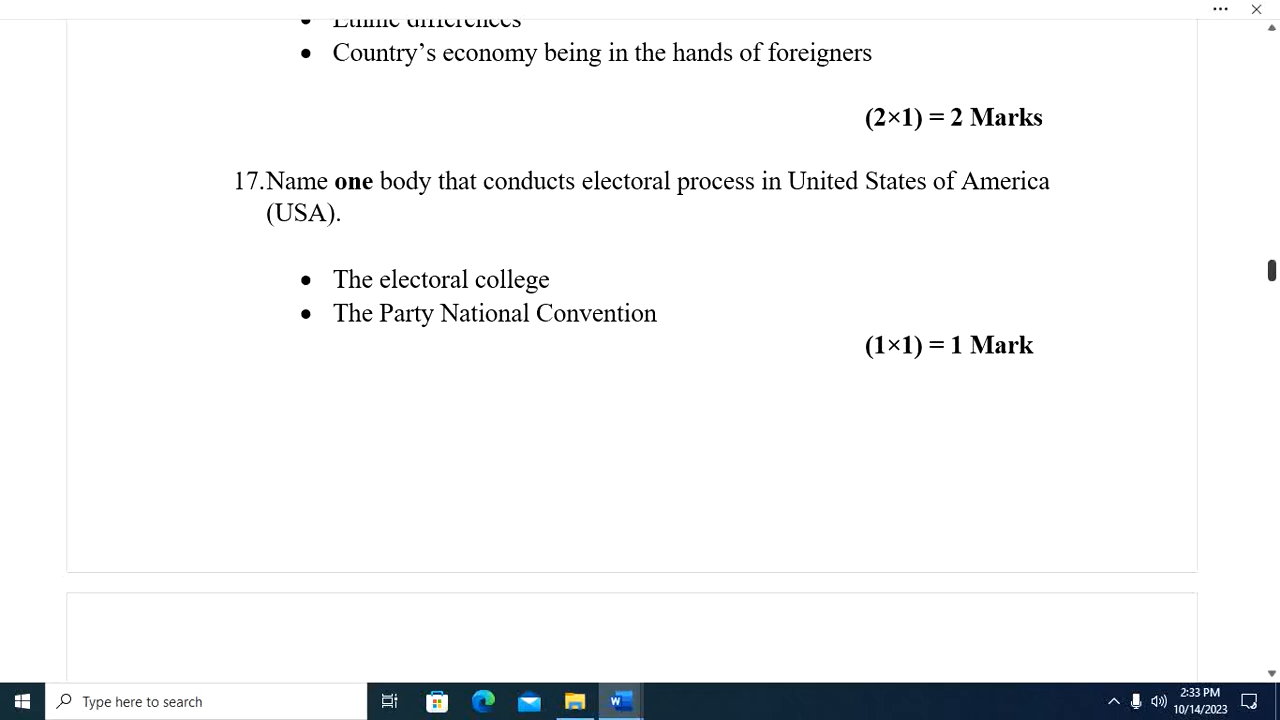 • Ethnic differences
• Country’s economy being in the hands of foreigners
(2×1) = 2 Marks
17.Name one body that conducts electoral process in United States of America
(USA).
• The electoral college
• The Party National Convention
(1×1) = 1 Mark
Type here to search
2:33 PM
10/14/2023